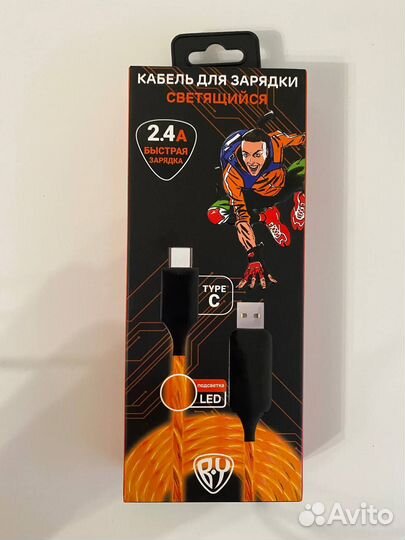 КАБЕЛЬ ДЛЯ ЗАРЯДКИ
СВЕТЯЩИЙСЯ
2.4A
БЫСТРАЯ
ЗАРЯДКА
TYPE
C
подсветка
LED
BY
Avito